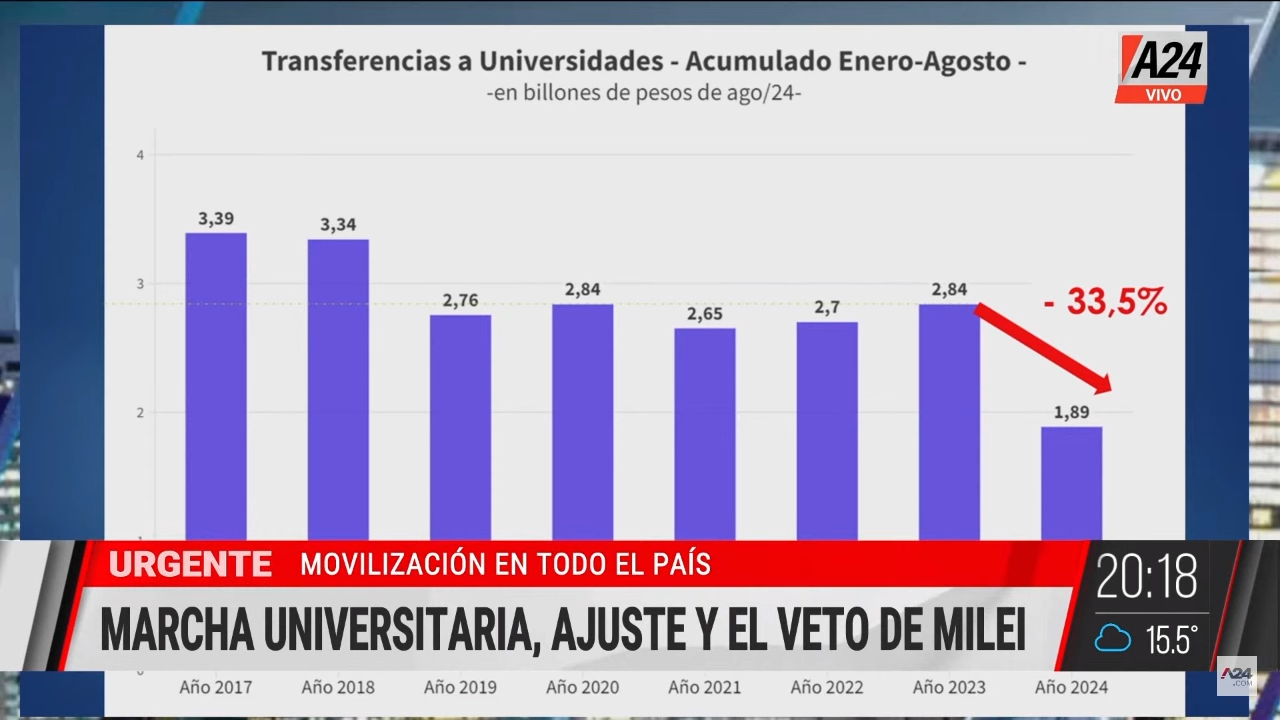 Transferencias a Universidades - Acumulado Enero-Agosto -
-en billones de pesos de ago/24-
A24
VIVO
4
3,39
3,34
3
2,76
2,84
2,65
2,7
2,84
- 33,5%
2
1,89
URGENTE MOVILIZACIÓN EN TODO EL PAÍS
MARCHA UNIVERSITARIA, AJUSTE Y EL VETO DE MILEI
20:18
15.5°
A24
.COM
Año 2017 Año 2018 Año 2019 Año 2020 Año 2021 Año 2022 Año 2023 Año 2024